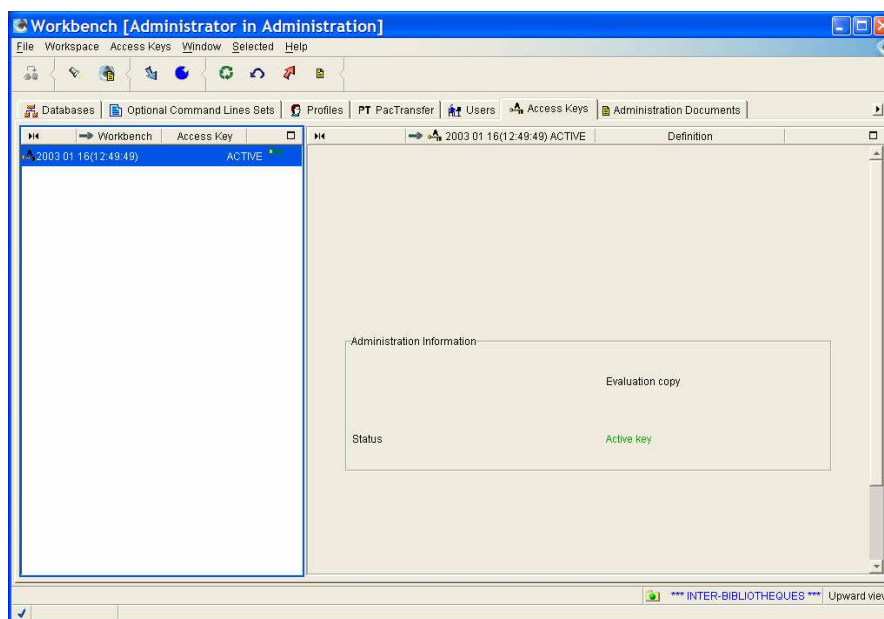 Workbench [Administrator in Administration]
File Workspace Access Keys Window Selected Help
Databases Optional Command Lines Sets Profiles PT PacTransfer Users Access Keys Administration Documents
Workbench Access Key
2003 01 16(12:49:49) ACTIVE Definition
2003 01 16(12:49:49) ACTIVE
Administration Information
Evaluation copy
Status Active key
*** INTER-BIBLIOTHEQUES *** Upward view